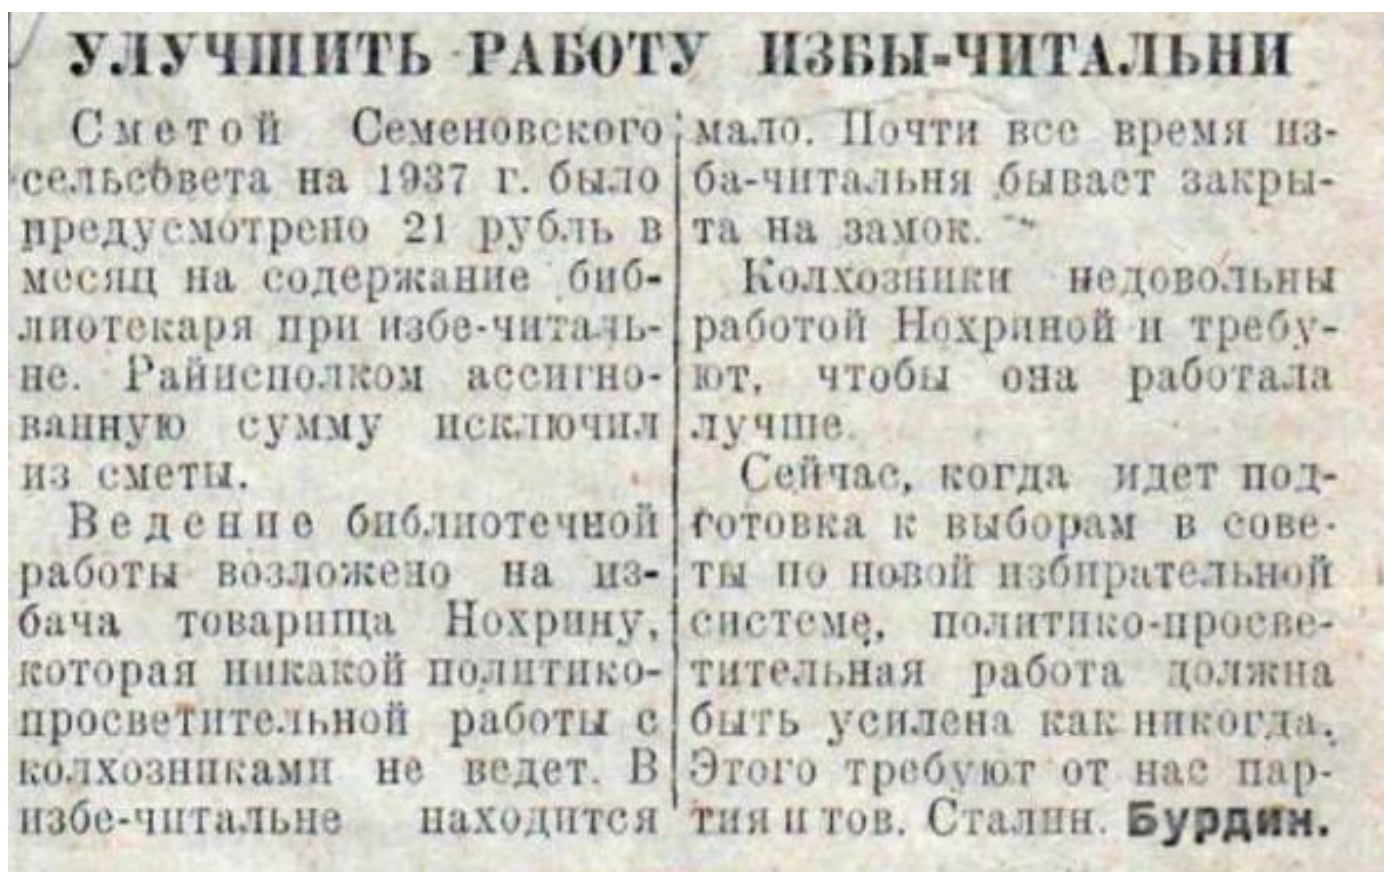 УЛУЧШИТЬ РАБОТУ ИЗБЫ-ЧИТАЛЬНИ
Сметой Семеновского
сельсовета на 1937 г. было
предусмотрено 21 рубль в
месяц на содержание биб-
лиотекаря при избе-читаль-
не. Райисполком ассигно-
ванную сумму исключил
из сметы.
Ведение библиотечной
работы возложено на из-
бача товарища Нохрину,
которая никакой политико-
просветительной работы с
колхозниками не ведет. В
избе-читальне находится
мало. Почти все время из-
ба-читальня бывает закры-
та на замок.
Колхозники недовольны
работой Нохриной и требу-
ют, чтобы она работала
лучше.
Сейчас, когда идет под-
готовка к выборам в сове-
ты по новой избирательной
системе, политико-просве-
тительная работа должна
быть усилена как никогда.
Этого требуют от нас пар-
тия и тов. Сталин. Бурдин.